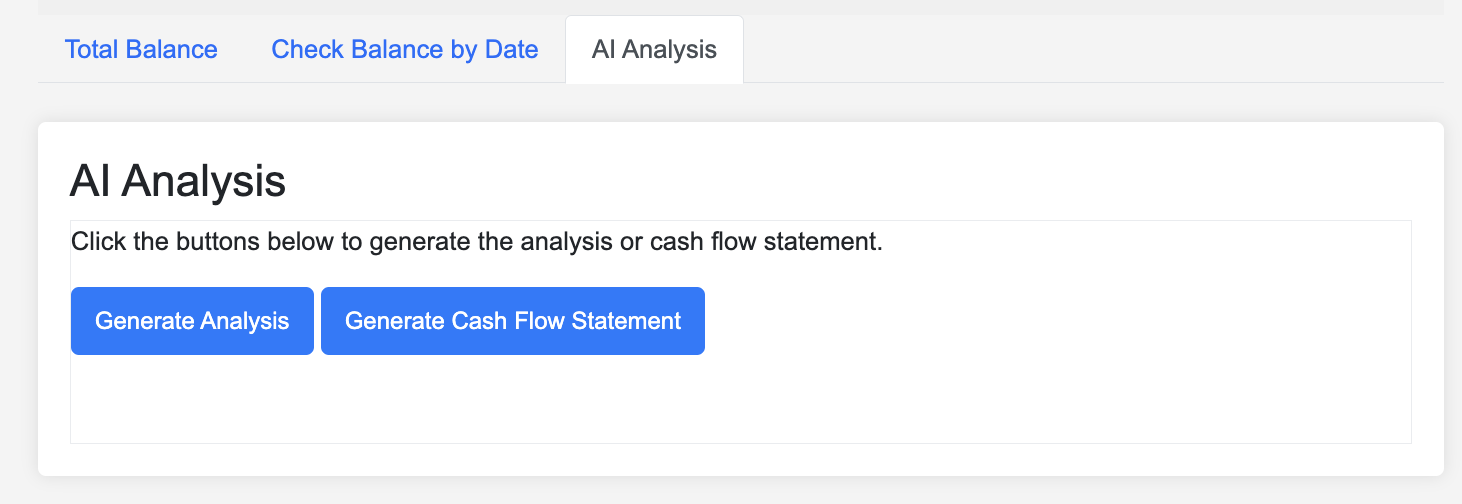 Total Balance Check Balance by Date AI Analysis
AI Analysis
Click the buttons below to generate the analysis or cash flow statement.
Generate Analysis Generate Cash Flow Statement